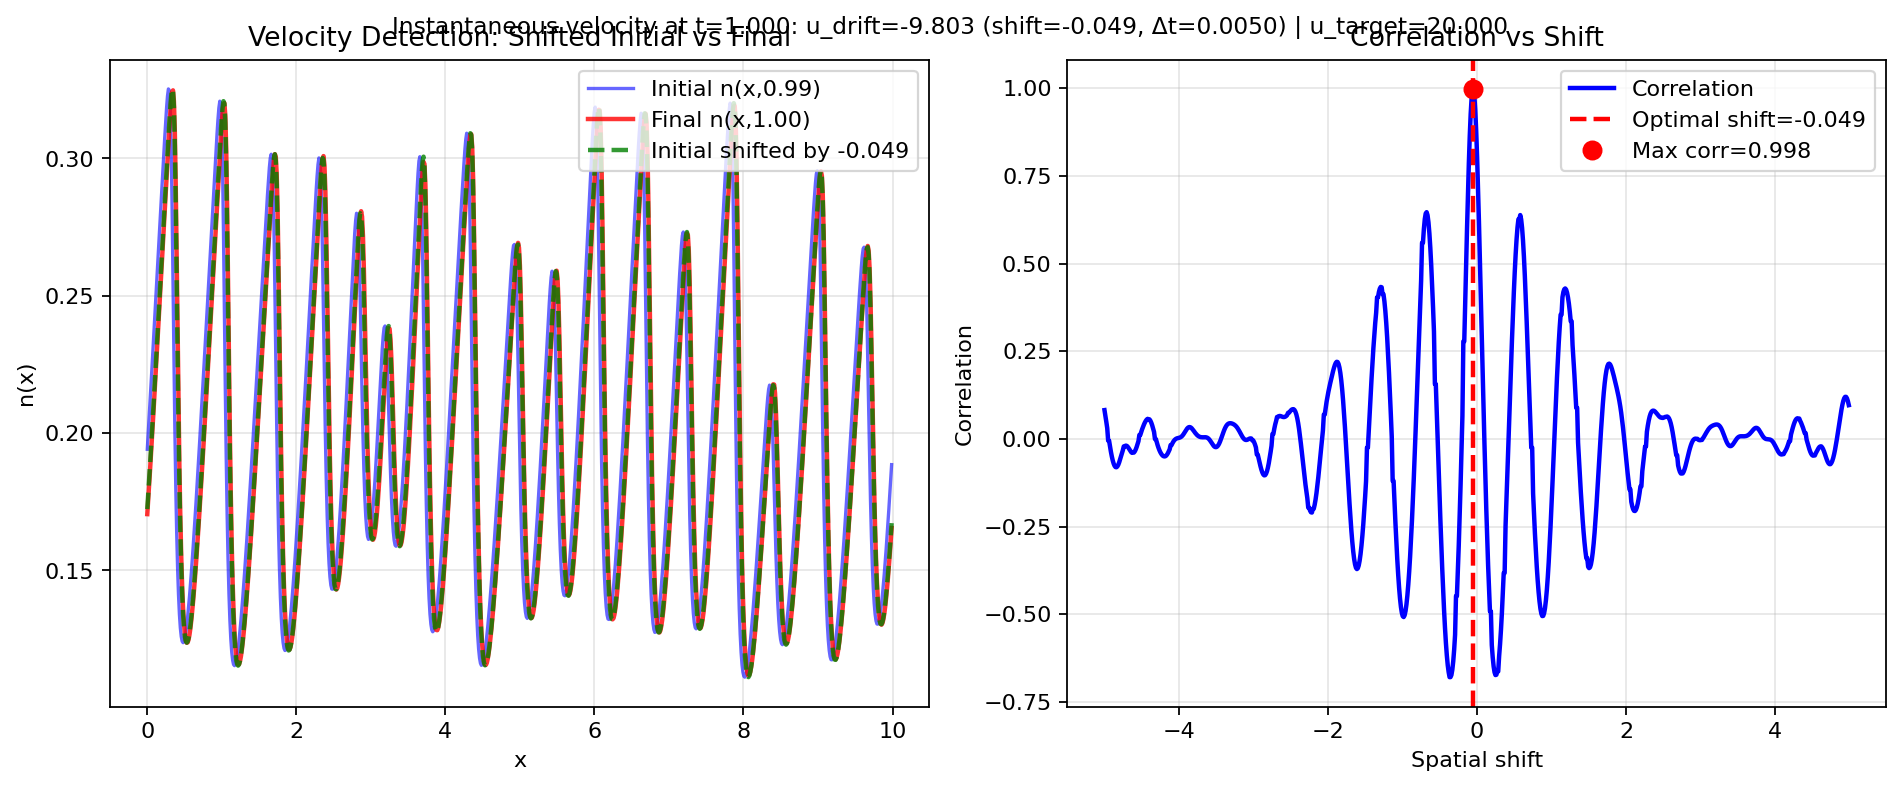 Instantaneous velocity at t=1.000: u_drift=-9.803 (shift=-0.049, Δt=0.0050) | u_target=20.000
Velocity Detection: Shifted Initial vs Final
Initial n(x,0.99)
Final n(x,1.00)
Initial shifted by -0.049
n(x)
0.30
0.25
0.20
0.15
0 2 4 6 8 10
x
Correlation vs Shift
Correlation
Optimal shift=-0.049
Max corr=0.998
Correlation
1.00
0.75
0.50
0.25
0.00
−0.25
−0.50
−0.75
−4 −2 0 2 4
Spatial shift